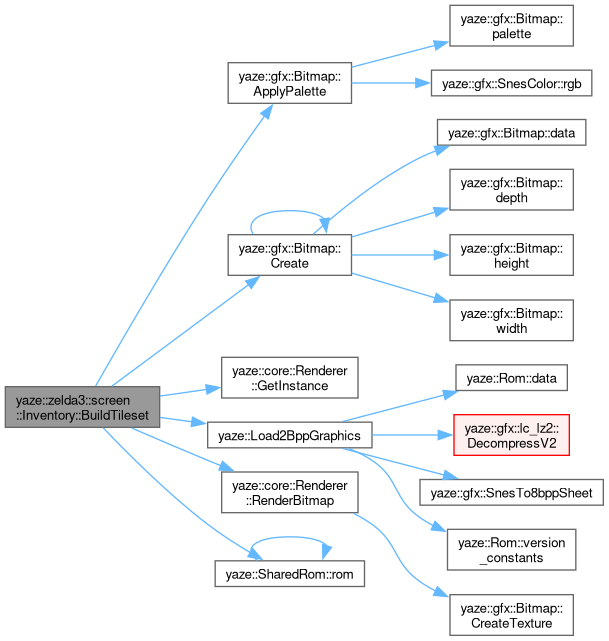 yaze::gfx::Bitmap::
palette
yaze::gfx::Bitmap::
ApplyPalette
yaze::gfx::SnesColor::rgb
yaze::gfx::Bitmap::data
yaze::gfx::Bitmap::
depth
yaze::gfx::Bitmap::
Create
yaze::gfx::Bitmap::
height
yaze::gfx::Bitmap::
width
yaze::core::Renderer
::GetInstance
yaze::Rom::data
yaze::zelda3::screen
::Inventory::BuildTileset
yaze::Load2BppGraphics
yaze::gfx::lc_lz2::
DecompressV2
yaze::core::Renderer
::RenderBitmap
yaze::gfx::SnesTo8bppSheet
yaze::Rom::version
_constants
yaze::SharedRom::rom
yaze::gfx::Bitmap::
CreateTexture